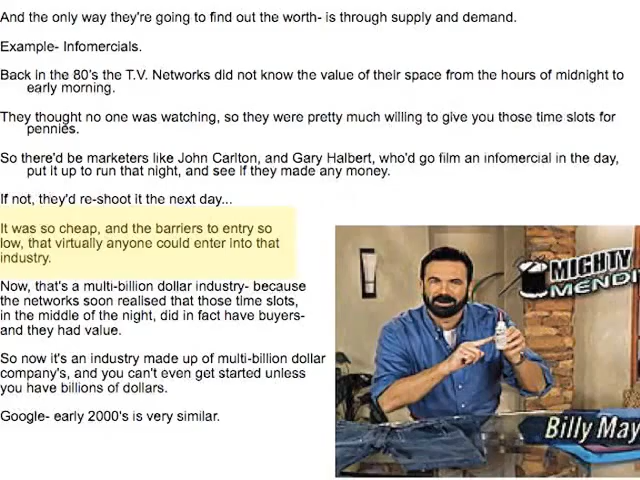 And the only way they're going to find out the worth- is through supply and demand.
Example- Infomercials.
Back in the 80's the T.V. Networks did not know the value of their space from the hours of midnight to
early morning.
They thought no one was watching, so they were pretty much willing to give you those time slots for
pennies.
So there'd be marketers like John Carlton, and Gary Halbert, who'd go film an infomercial in the day,
put it up to run that night, and see if they made any money.
If not, they'd re-shoot it the next day...
It was so cheap, and the barriers to entry so
low, that virtually anyone could enter into that
industry.
Now, that's a multi-billion dollar industry- because
the networks soon realised that those time slots,
in the middle of the night, did in fact have buyers-
and they had value.
So now it's an industry made up of multi-billion dollar
company's, and you can't even get started unless
you have billions of dollars.
Google- early 2000's is very similar.
MIGHTY
MENDI
Billy May